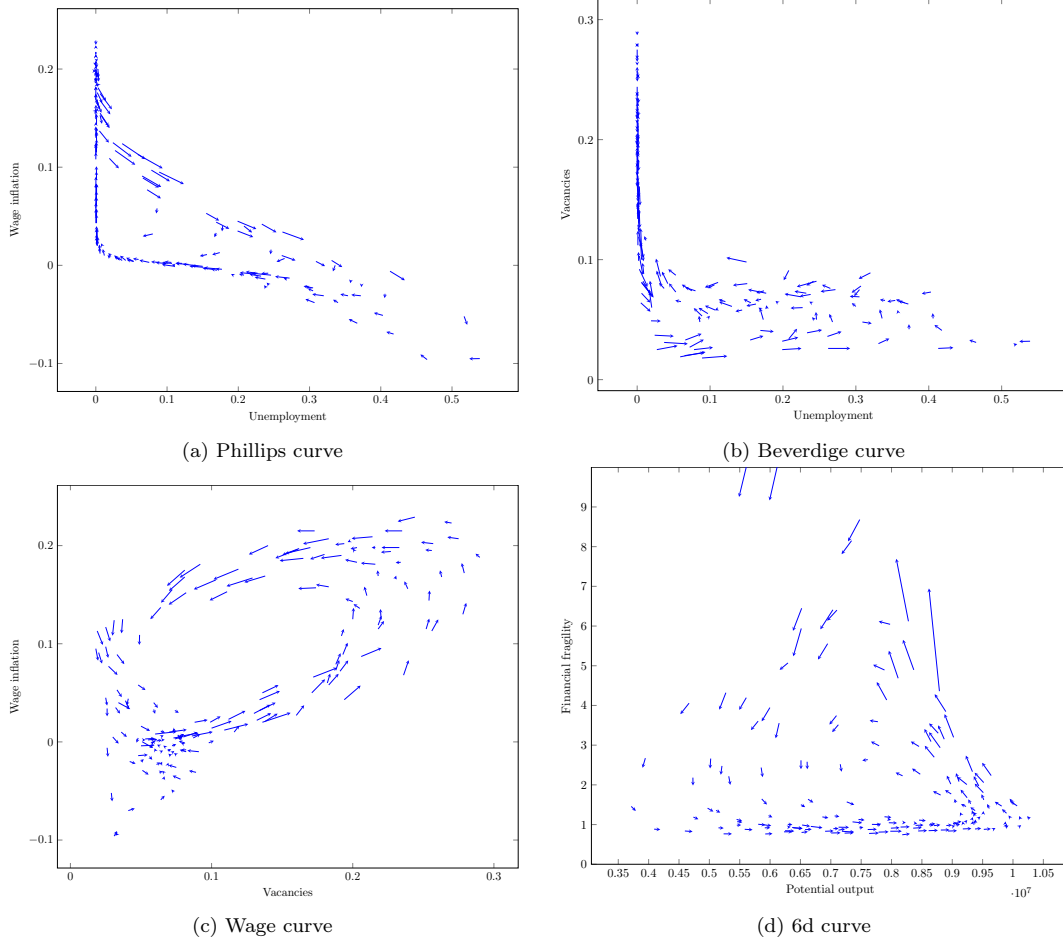 0.2
0.1
0
−0.1
Wage inflation
0 0.1 0.2 0.3 0.4 0.5
Unemployment
(a) Phillips curve
0.3
0.2
0.1
0
Vacancies
0 0.1 0.2 0.3 0.4 0.5
Unemployment
(b) Beverdige curve
0.2
0.1
0
−0.1
Wage inflation
0 0.1 0.2 0.3
Vacancies
(c) Wage curve
9
8
7
6
5
4
3
2
1
0
Financial fragility
0.35 0.4 0.45 0.5 0.55 0.6 0.65 0.7 0.75 0.8 0.85 0.9 0.95 1 1.05
Potential output
·10⁷
(d) 6d curve